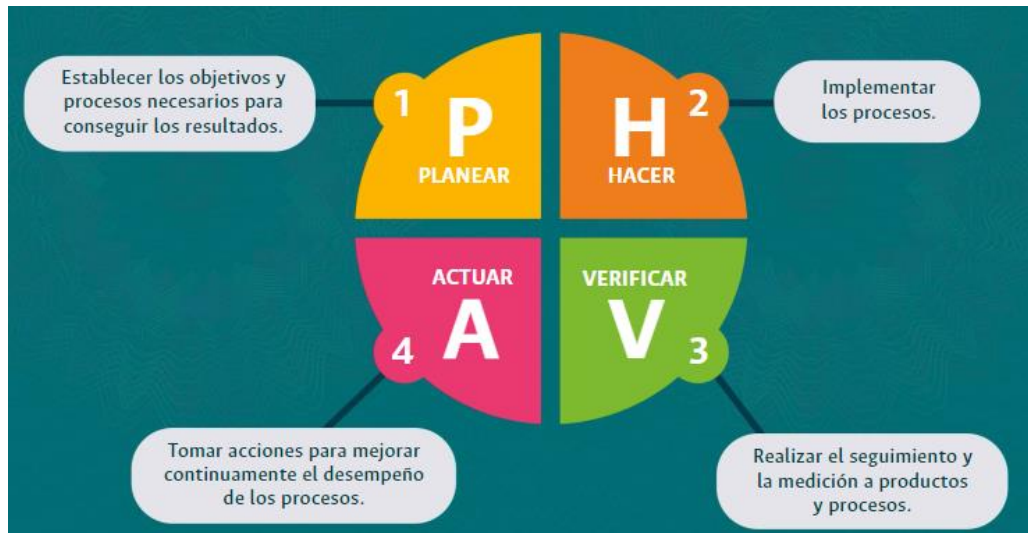 Establecer los objetivos y
procesos necesarios para
conseguir los resultados.
1
P
PLANEAR
H
2
HACER
Implementar
los procesos.
ACTUAR
A
4
VERIFICAR
V
3
Tomar acciones para mejorar
continuamente el desempeño
de los procesos.
Realizar el seguimiento y
la medición a productos
y procesos.